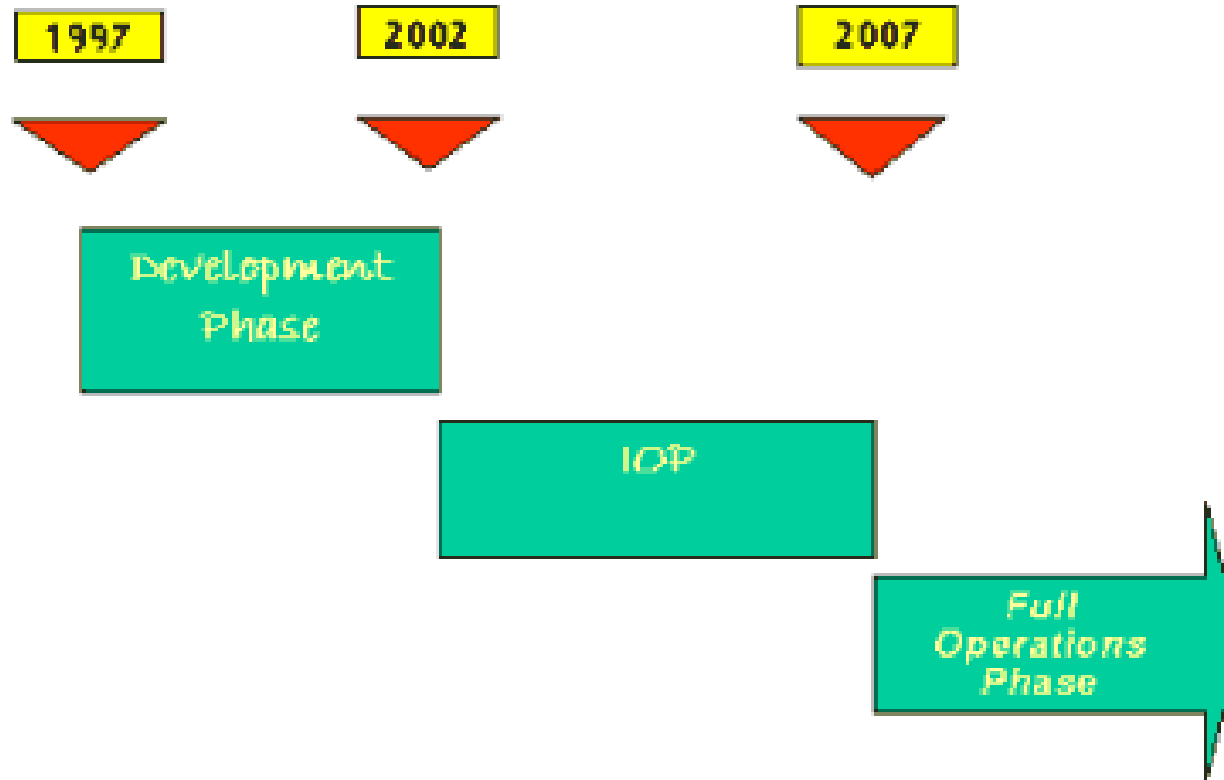 1997
2002
2007
Development
Phase
IOP
Full
Operations
Phase